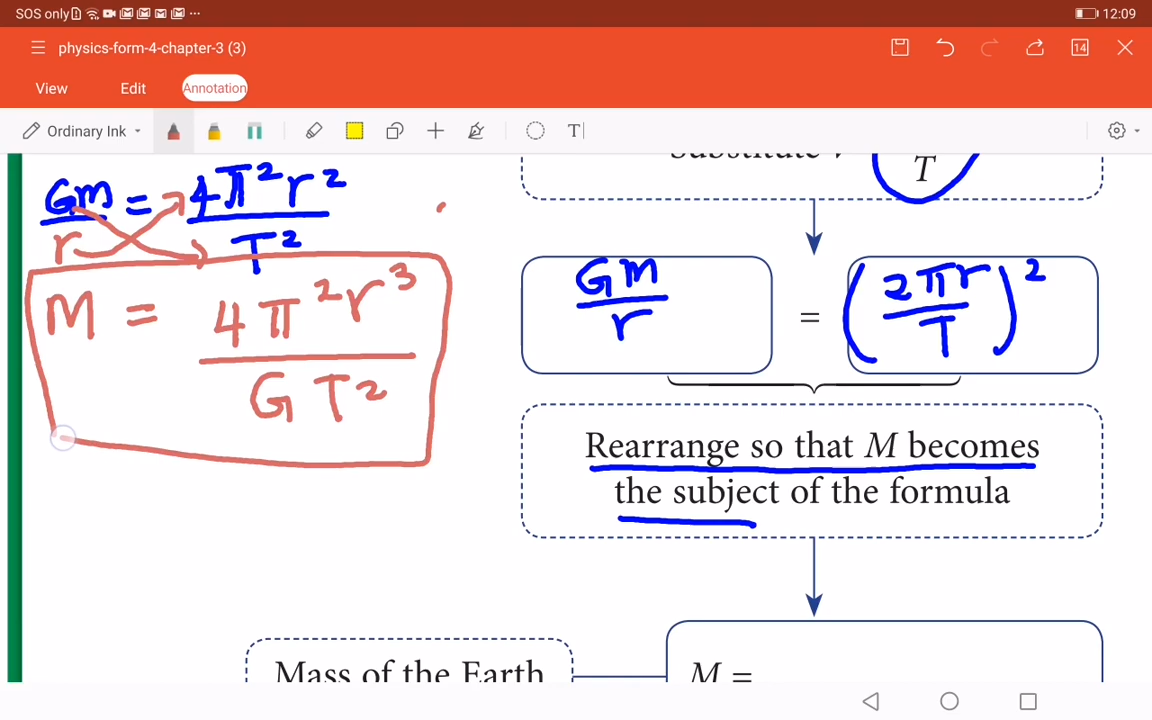 SOS only ... 12:09
physics-form-4-chapter-3 (3) 14
View Edit Annotation
Ordinary Ink T
T
Gm/r = 4π²r²/T²
M = 4π²r³/GT²
GM/r = (2πr/T)²
Rearrange so that M becomes
the subject of the formula
Mass of the Earth
M =